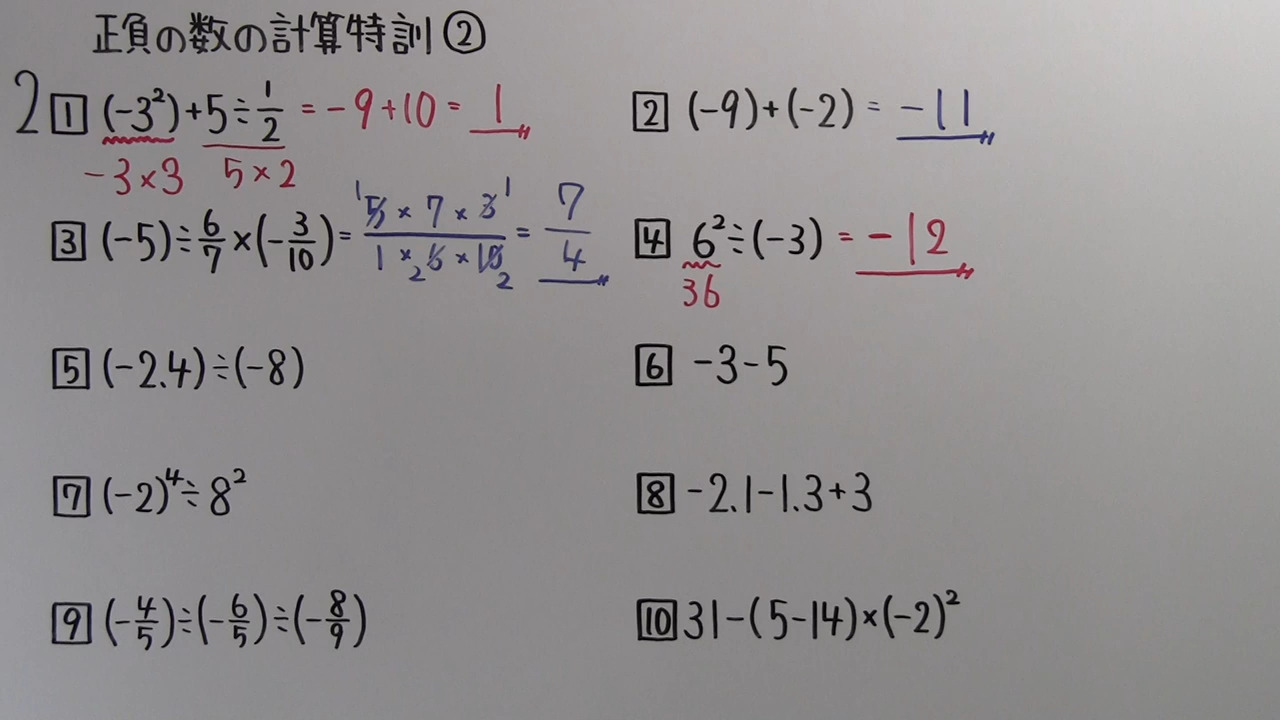 正負の数の計算特訓②
2 1 (-3²)+5÷1/2 = -9+10 = 1
-3×3 5×2
2 (-9)+(-2) = -11
3 (-5)÷6/7×(-3/10) = 5×7×3/1×6×10 = 7/4
1 1 2 2
4 6²÷(-3) = -12
36
5 (-2.4)÷(-8)
6 -3-5
7 (-2)⁴÷8²
8 -2.1-1.3+3
9 (-4/5)÷(-6/5)÷(-8/9)
10 31-(5-14)×(-2)²